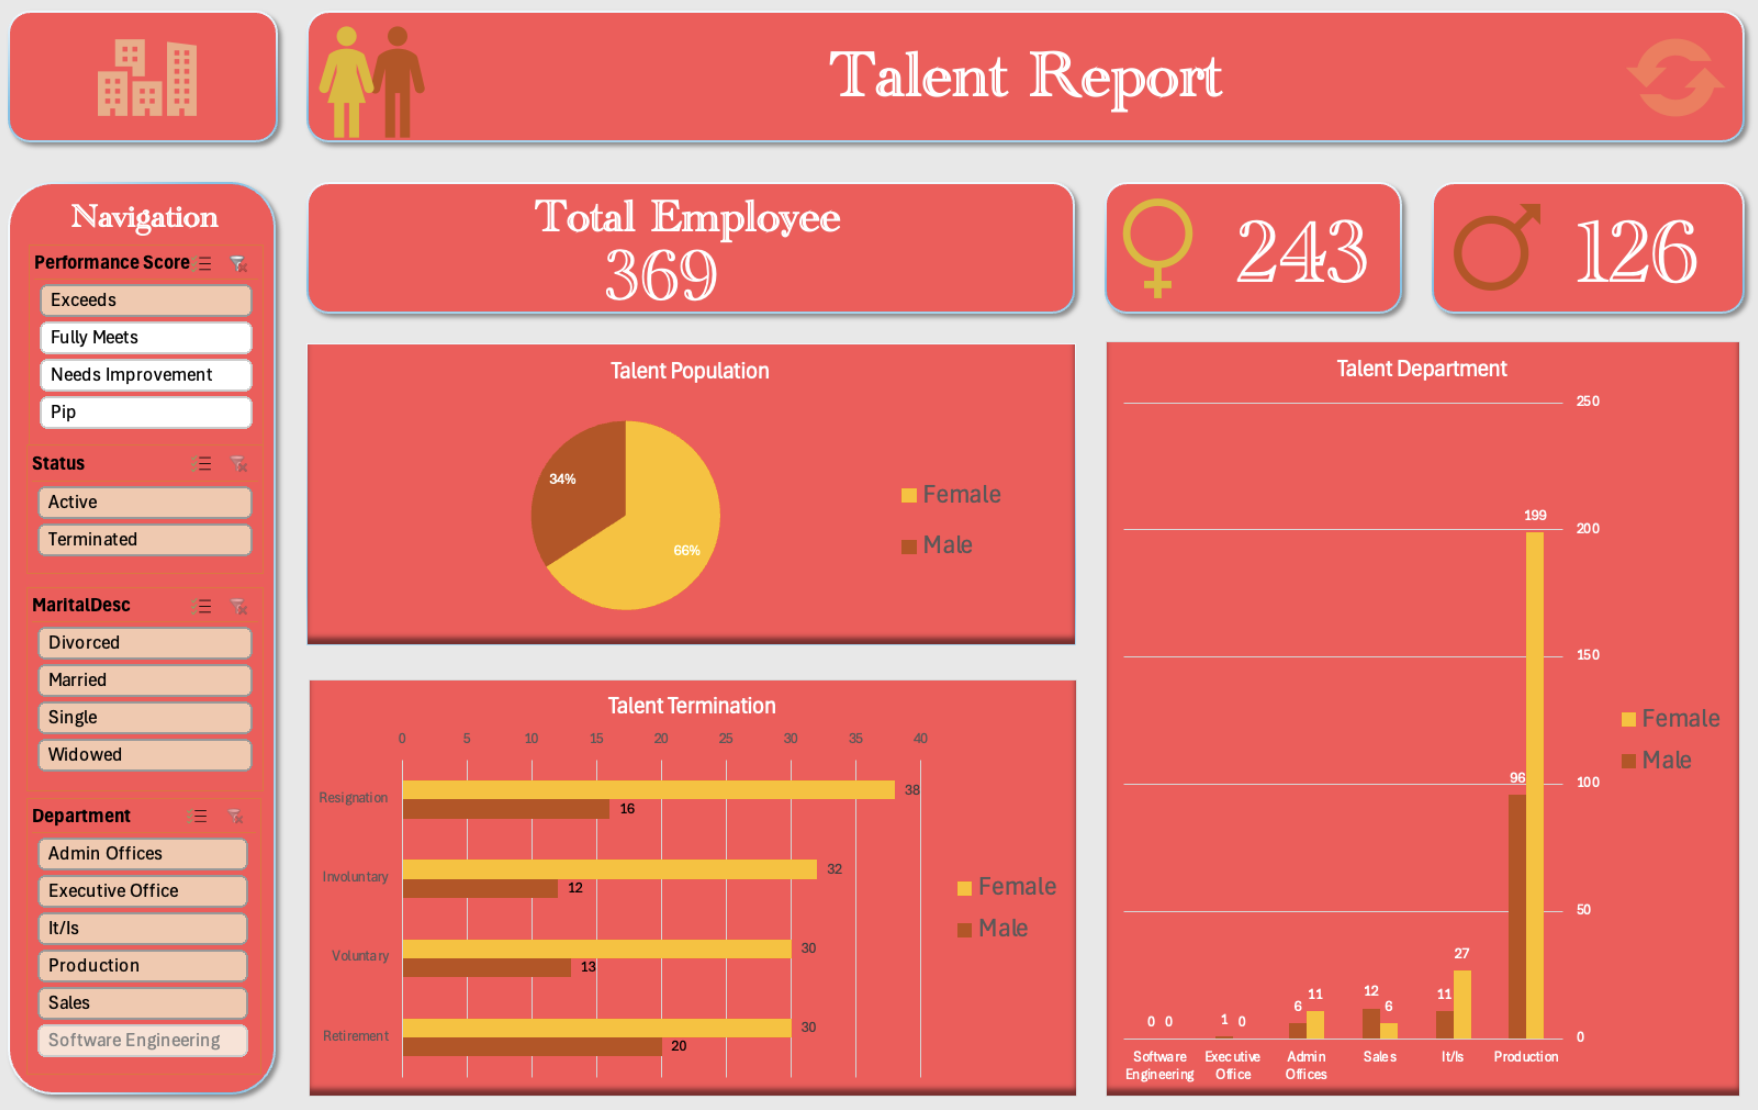 Talent Report
Navigation
Performance Score
Exceeds
Fully Meets
Needs Improvement
Pip
Status
Active
Terminated
MaritalDesc
Divorced
Married
Single
Widowed
Department
Admin Offices
Executive Office
It/Is
Production
Sales
Software Engineering
Total Employee
369
243
126
Talent Population
34%
66%
Female
Male
Talent Termination
0 5 10 15 20 25 30 35 40
Resignation
38
16
Involuntary
32
12
Voluntary
30
13
Retirement
30
20
Female
Male
Talent Department
250
200
150
100
50
0
199
96
27
11
12
6
11
6
1 0
0 0
Software Engineering
Executive Office
Admin Offices
Sales
It/Is
Production
Female
Male